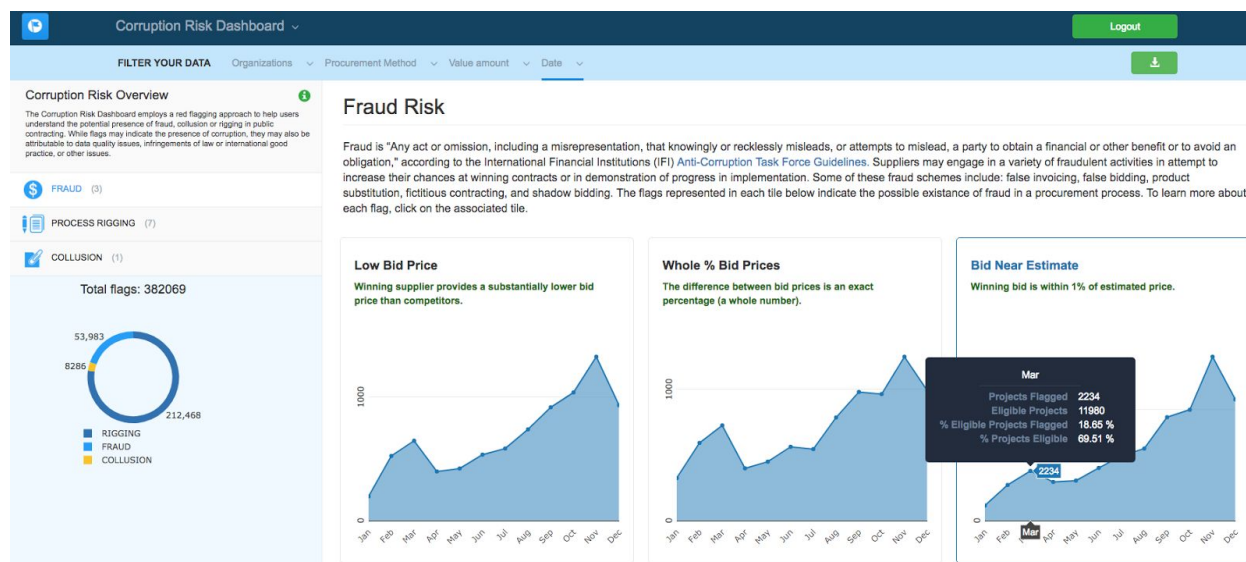 Corruption Risk Dashboard
Logout
FILTER YOUR DATA Organizations Procurement Method Value amount Date
Corruption Risk Overview
The Corruption Risk Dashboard employs a red flagging approach to help users
understand the potential presence of fraud, collusion or rigging in public
contracting. While flags may indicate the presence of corruption, they may also be
attributable to data quality issues, infringements of law or international good
practice, or other issues.
FRAUD (3)
PROCESS RIGGING (7)
COLLUSION (1)
Total flags: 382069
53,983
8286
212,468
RIGGING
FRAUD
COLLUSION
Fraud Risk
Fraud is "Any act or omission, including a misrepresentation, that knowingly or recklessly misleads, or attempts to mislead, a party to obtain a financial or other benefit or to avoid an
obligation," according to the International Financial Institutions (IFI) Anti-Corruption Task Force Guidelines. Suppliers may engage in a variety of fraudulent activities in attempt to
increase their chances at winning contracts or in demonstration of progress in implementation. Some of these fraud schemes include: false invoicing, false bidding, product
substitution, fictitious contracting, and shadow bidding. The flags represented in each tile below indicate the possible existance of fraud in a procurement process. To learn more about
each flag, click on the associated tile.
Low Bid Price
Winning supplier provides a substantially lower bid
price than competitors.
1000
0
Jan Feb Mar Apr May Jun Jul Aug Sep Oct Nov Dec
Whole % Bid Prices
The difference between bid prices is an exact
percentage (a whole number).
1000
0
Jan Feb Mar Apr May Jun Jul Aug Sep Oct Nov Dec
Bid Near Estimate
Winning bid is within 1% of estimated price.
Mar
Projects Flagged 2234
Eligible Projects 11980
% Eligible Projects Flagged 18.65 %
% Projects Eligible 69.51 %
2234
0
Jan Feb Mar Apr May Jun Jul Aug Sep Oct Nov Dec